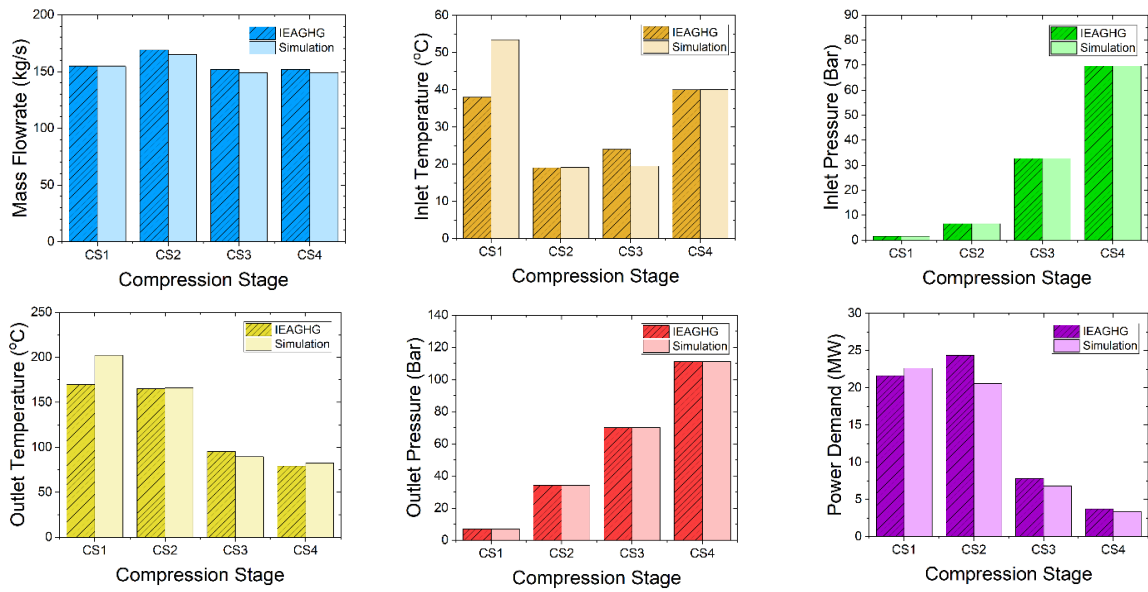 Mass Flowrate (kg/s)
200
150
100
50
0
IEAGHG
Simulation
CS1 CS2 CS3 CS4
Compression Stage
Inlet Temperature (ºC)
60
50
40
30
20
10
0
IEAGHG
Simulation
CS1 CS2 CS3 CS4
Compression Stage
Inlet Pressure (Bar)
90
80
70
60
50
40
30
20
10
0
IEAGHG
Simulation
CS1 CS2 CS3 CS4
Compression Stage
Outlet Temperature (ºC)
250
200
150
100
50
0
IEAGHG
Simulation
CS1 CS2 CS3 CS4
Compression Stage
Outlet Pressure (Bar)
140
120
100
80
60
40
20
0
IEAGHG
Simulation
CS1 CS2 CS3 CS4
Compression Stage
Power Demand (MW)
30
25
20
15
10
5
0
IEAGHG
Simulation
CS1 CS2 CS3 CS4
Compression Stage